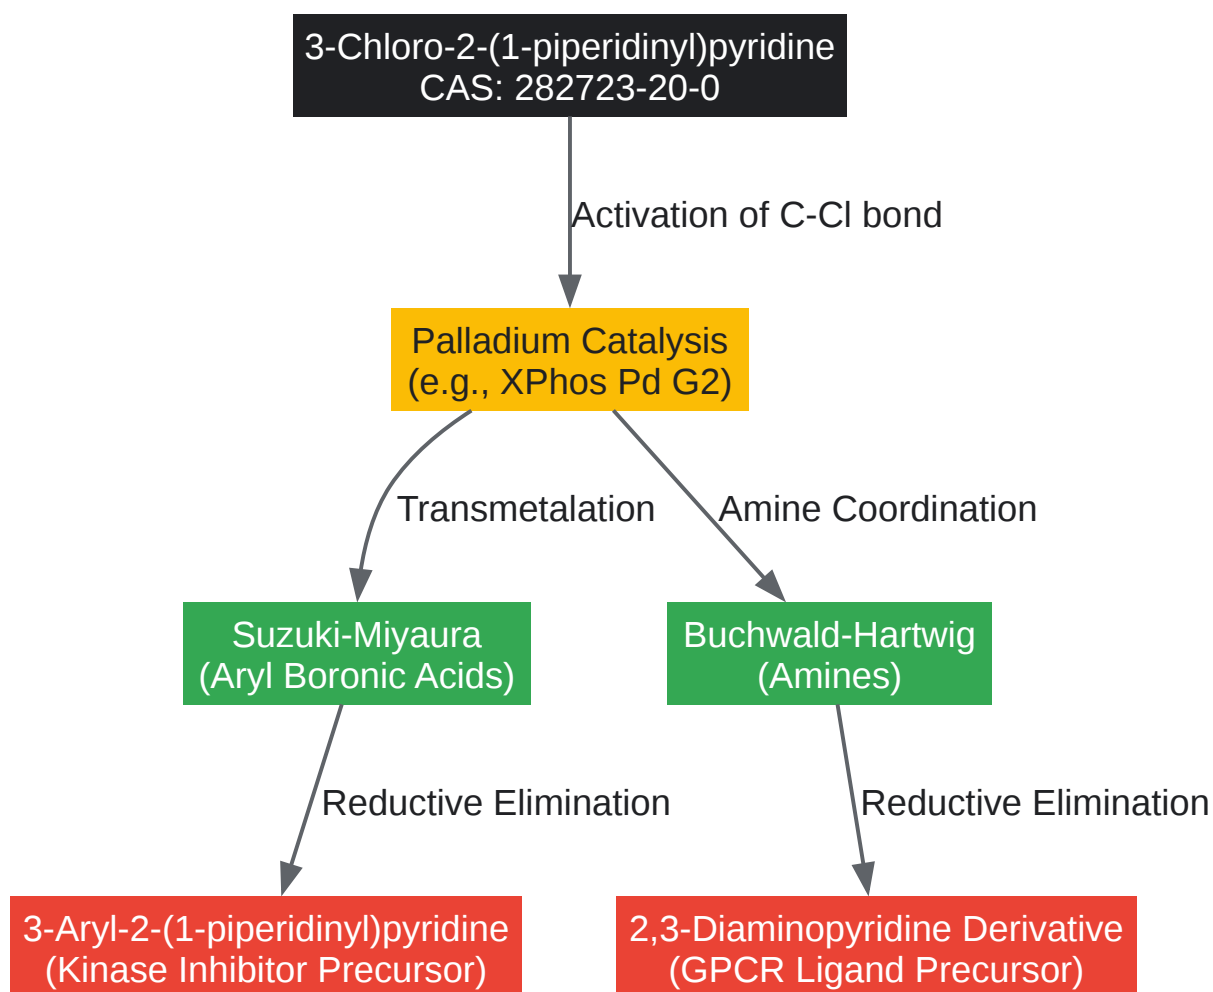 3-Chloro-2-(1-piperidinyl)pyridine
CAS: 282723-20-0
Activation of C-Cl bond
Palladium Catalysis
(e.g., XPhos Pd G2)
Transmetalation
Amine Coordination
Suzuki-Miyaura
(Aryl Boronic Acids)
Buchwald-Hartwig
(Amines)
Reductive Elimination
Reductive Elimination
3-Aryl-2-(1-piperidinyl)pyridine
(Kinase Inhibitor Precursor)
2,3-Diaminopyridine Derivative
(GPCR Ligand Precursor)